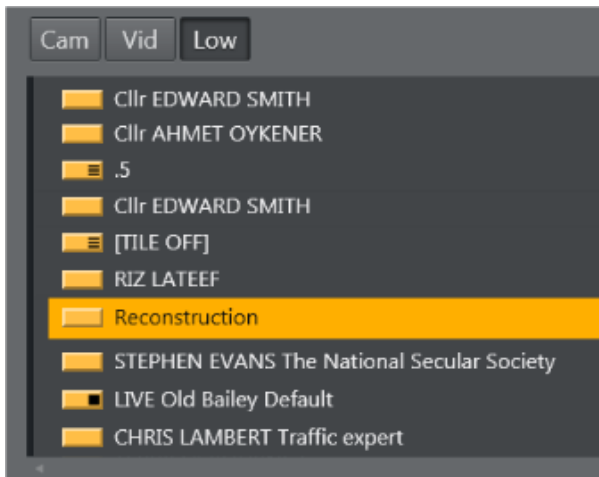 Cam Vid Low
Cllr EDWARD SMITH
Cllr AHMET OYKENER
.5
Cllr EDWARD SMITH
[TILE OFF]
RIZ LATEEF
Reconstruction
STEPHEN EVANS The National Secular Society
LIVE Old Bailey Default
CHRIS LAMBERT Traffic expert